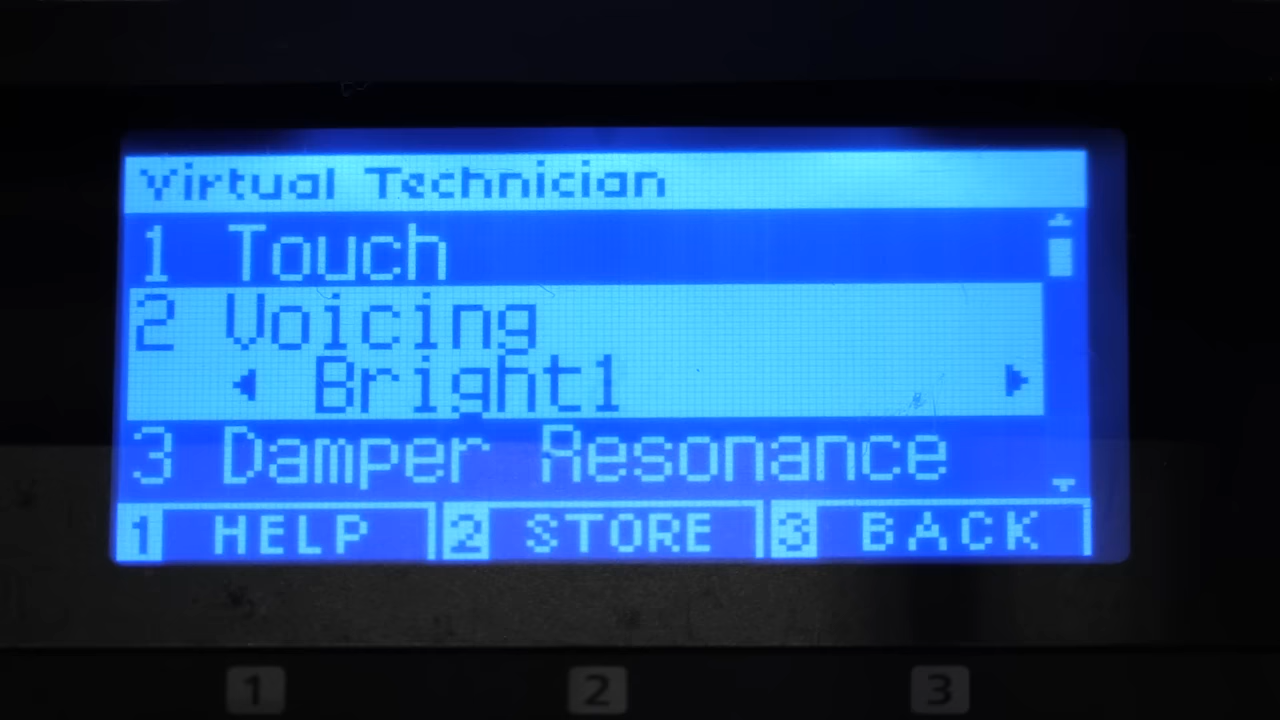 Virtual Technician
1 Touch
2 Voicing
Bright1
3 Damper Resonance
1 HELP 2 STORE 3 BACK
1 2 3